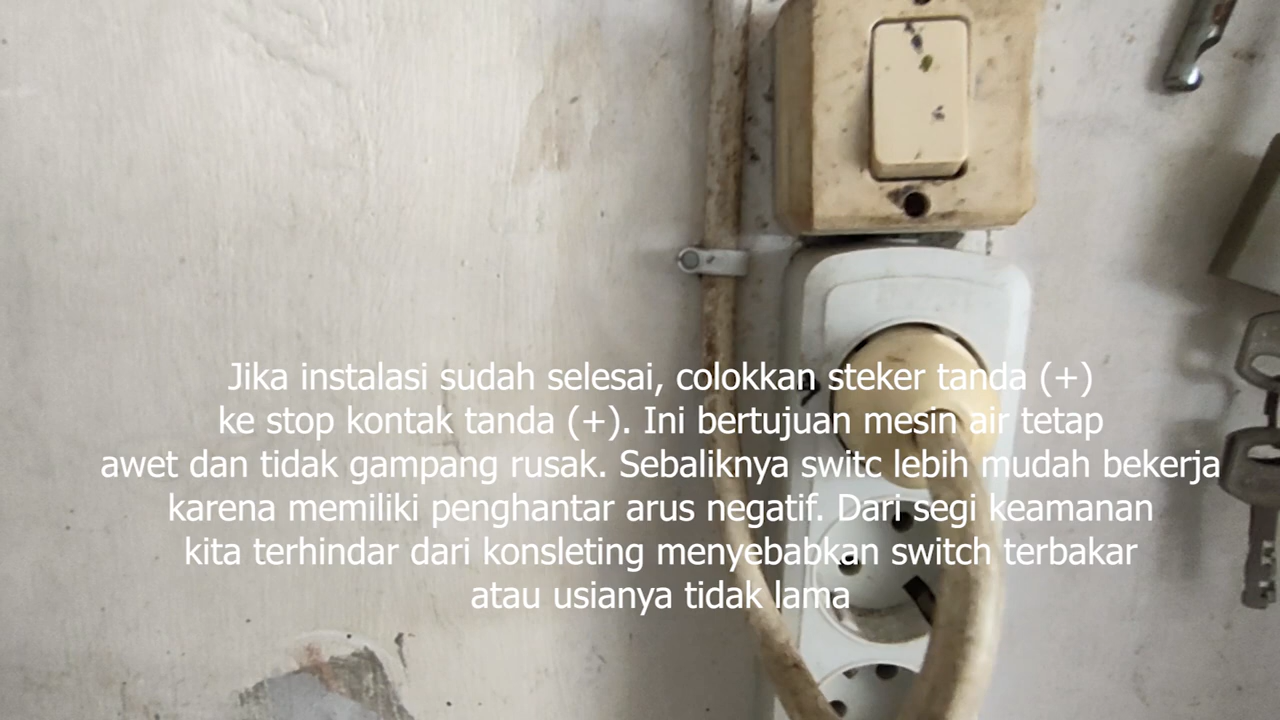 Jika instalasi sudah selesai, colokkan steker tanda (+)
ke stop kontak tanda (+). Ini bertujuan mesin air tetap
awet dan tidak gampang rusak. Sebaliknya switc lebih mudah bekerja
karena memiliki penghantar arus negatif. Dari segi keamanan
kita terhindar dari konsleting menyebabkan switch terbakar
atau usianya tidak lama